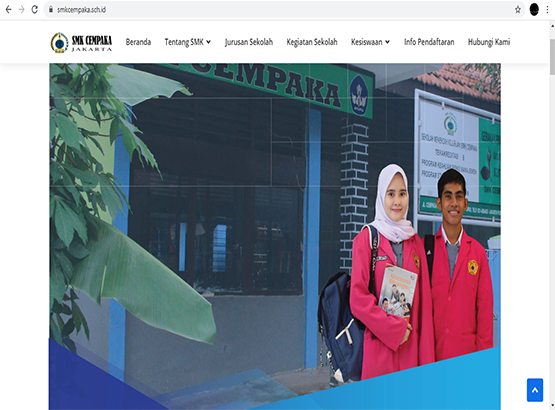 smkcempaka.sch.id
SMK CEMPAKA
JAKARTA
Beranda
Tentang SMK
Jurusan Sekolah
Kegiatan Sekolah
Kesiswaan
Info Pendaftaran
Hubungi Kami
CEMPAKA
TERAKREDITASI B